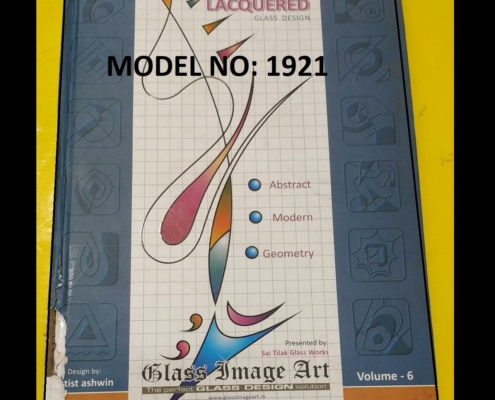 LACQUERED
GLASS DESIGN
MODEL NO: 1921
Abstract
Modern
Geometry
Presented by:
Sai Tilak Glass Works
Glass Image Art
The perfect GLASS DESIGN solution
Design by:
tist ashwin
Volume - 6